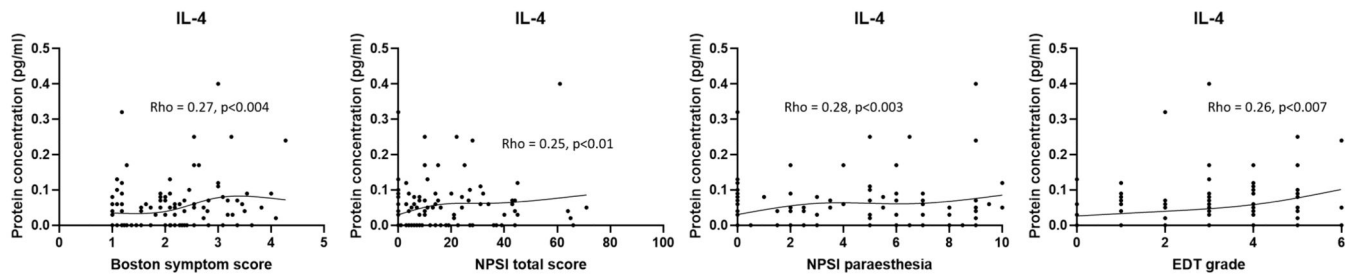 IL-4
Protein concentration (pg/ml)
0.5
0.4
0.3
0.2
0.1
0.0
Rho = 0.27, p<0.004
0 1 2 3 4 5
Boston symptom score
IL-4
Protein concentration (pg/ml)
0.5
0.4
0.3
0.2
0.1
0.0
Rho = 0.25, p<0.01
0 20 40 60 80 100
NPSI total score
IL-4
Protein concentration (pg/ml)
0.5
0.4
0.3
0.2
0.1
0.0
Rho = 0.28, p<0.003
0 2 4 6 8 10
NPSI paraesthesia
IL-4
Protein concentration (pg/ml)
0.5
0.4
0.3
0.2
0.1
0.0
Rho = 0.26, p<0.007
0 2 4 6
EDT grade